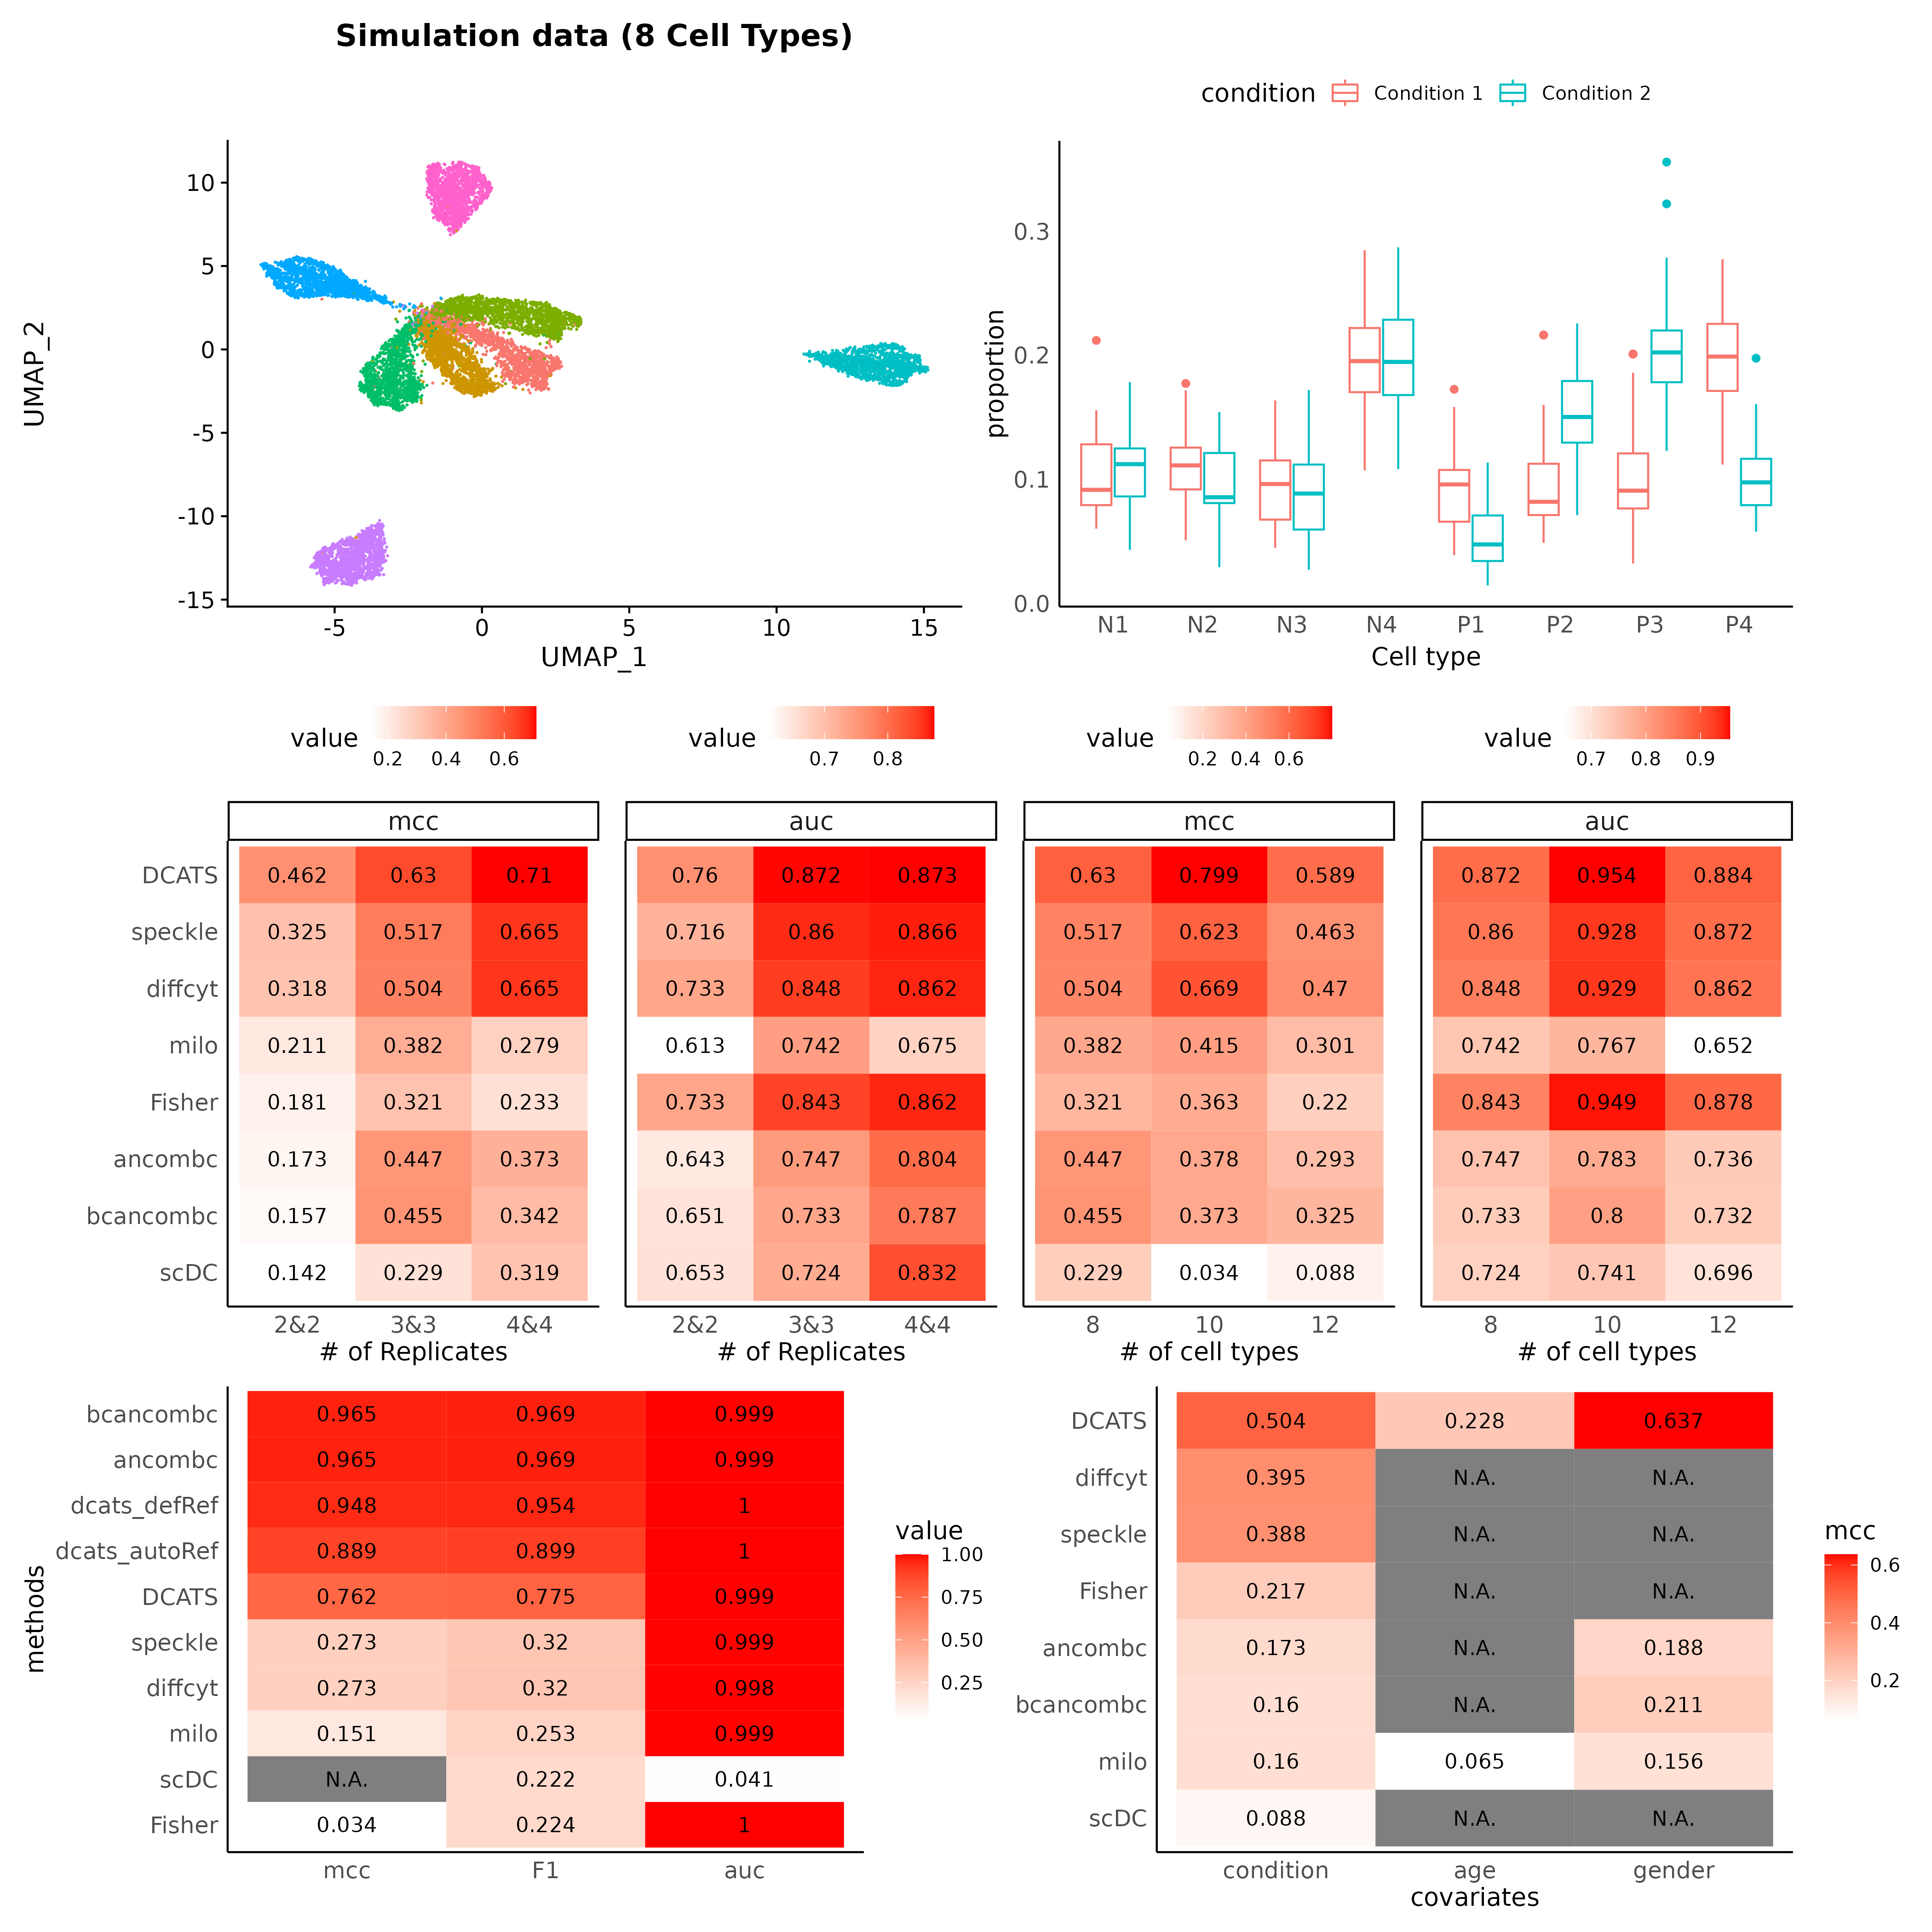 Simulation data (8 Cell Types)
condition Condition 1 Condition 2
UMAP_2
10
5
0
-5
-10
-15
-5 0 5 10 15
UMAP_1
proportion
0.3
0.2
0.1
0.0
N1 N2 N3 N4 P1 P2 P3 P4
Cell type
value 0.2 0.4 0.6
value 0.7 0.8
value 0.2 0.4 0.6
value 0.7 0.8 0.9
mcc auc mcc auc
DCATS 0.462 0.63 0.71 0.76 0.872 0.873 0.63 0.799 0.589 0.872 0.954 0.884
speckle 0.325 0.517 0.665 0.716 0.86 0.866 0.517 0.623 0.463 0.86 0.928 0.872
diffcyt 0.318 0.504 0.665 0.733 0.848 0.862 0.504 0.669 0.47 0.848 0.929 0.862
milo 0.211 0.382 0.279 0.613 0.742 0.675 0.382 0.415 0.301 0.742 0.767 0.652
Fisher 0.181 0.321 0.233 0.733 0.843 0.862 0.321 0.363 0.22 0.843 0.949 0.878
ancombc 0.173 0.447 0.373 0.643 0.747 0.804 0.447 0.378 0.293 0.747 0.783 0.736
bcancombc 0.157 0.455 0.342 0.651 0.733 0.787 0.455 0.373 0.325 0.733 0.8 0.732
scDC 0.142 0.229 0.319 0.653 0.724 0.832 0.229 0.034 0.088 0.724 0.741 0.696
2&2 3&3 4&4 2&2 3&3 4&4 8 10 12 8 10 12
# of Replicates # of Replicates # of cell types # of cell types
methods
bcancombc 0.965 0.969 0.999
ancombc 0.965 0.969 0.999
dcats_defRef 0.948 0.954 1
dcats_autoRef 0.889 0.899 1
DCATS 0.762 0.775 0.999
speckle 0.273 0.32 0.999
diffcyt 0.273 0.32 0.998
milo 0.151 0.253 0.999
scDC N.A. 0.222 0.041
Fisher 0.034 0.224 1
mcc F1 auc
value
1.00
0.75
0.50
0.25
DCATS 0.504 0.228 0.637
diffcyt 0.395 N.A. N.A.
speckle 0.388 N.A. N.A.
Fisher 0.217 N.A. N.A.
ancombc 0.173 N.A. 0.188
bcancombc 0.16 N.A. 0.211
milo 0.16 0.065 0.156
scDC 0.088 N.A. N.A.
condition age gender
covariates
mcc
0.6
0.4
0.2